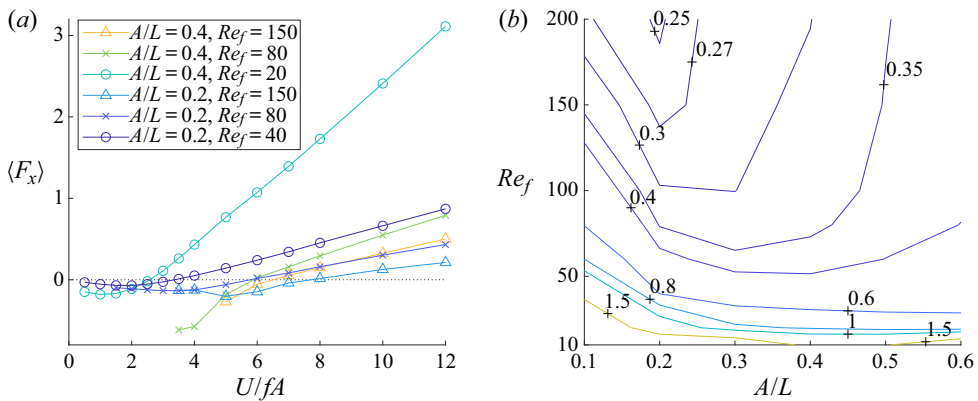 (a)
3
2
1
0
⟨F_x⟩
A/L = 0.4, Re_f = 150
A/L = 0.4, Re_f = 80
A/L = 0.4, Re_f = 20
A/L = 0.2, Re_f = 150
A/L = 0.2, Re_f = 80
A/L = 0.2, Re_f = 40
0 2 4 6 8 10 12
U/fA
(b)
200
150
100
50
10
Re_f
0.25
0.27
0.35
0.3
0.4
0.8
0.6
1.5
1
1.5
0.1 0.2 0.3 0.4 0.5 0.6
A/L